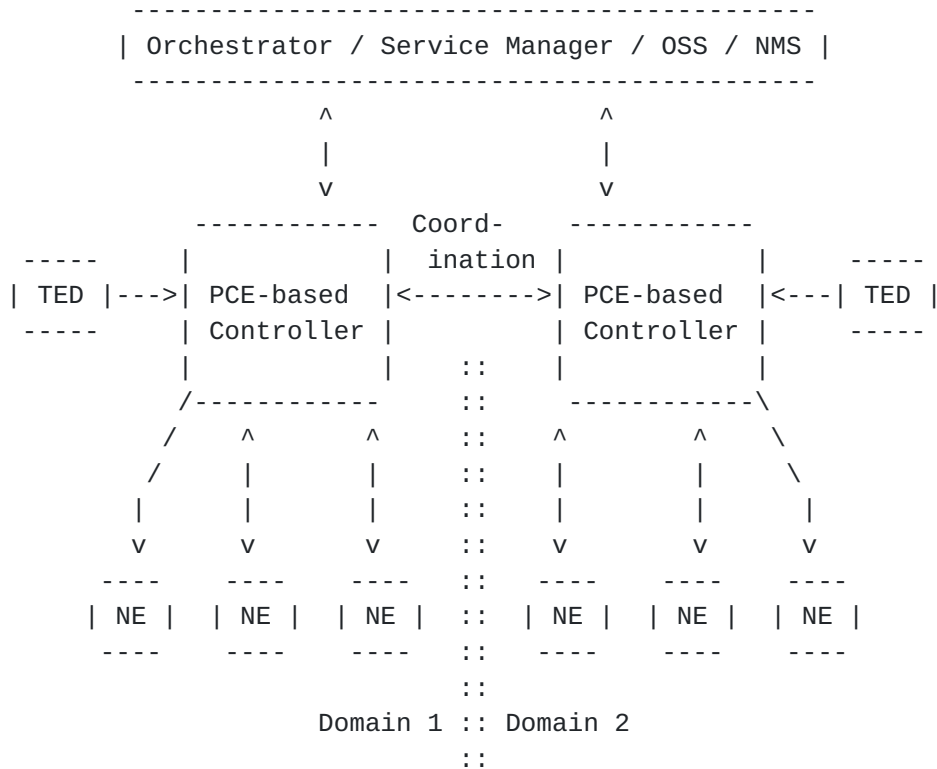 Orchestrator / Service Manager / OSS / NMS
Coord-
ination
TED PCE-based PCE-based TED
Controller Controller
NE NE NE NE NE NE
Domain 1 :: Domain 2